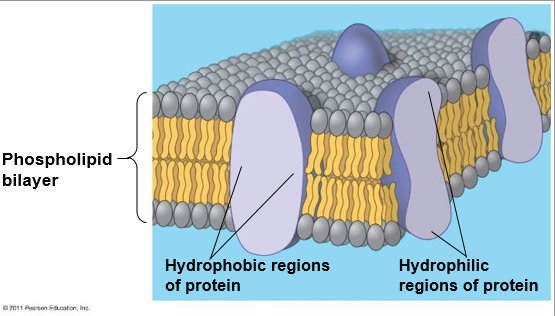 Phospholipid
bilayer
Hydrophobic regions
of protein
Hydrophilic
regions of protein
© 2011 Pearson Education, Inc.